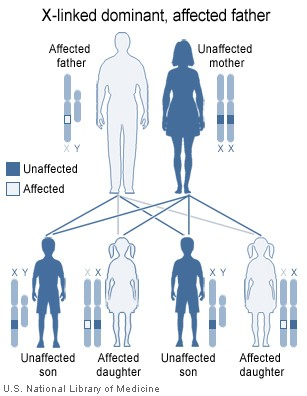 X-linked dominant, affected father
Affected father
Unaffected mother
X Y
X X
Unaffected
Affected
X Y
X X
X Y
X X
Unaffected son
Affected daughter
Unaffected son
Affected daughter
U.S. National Library of Medicine